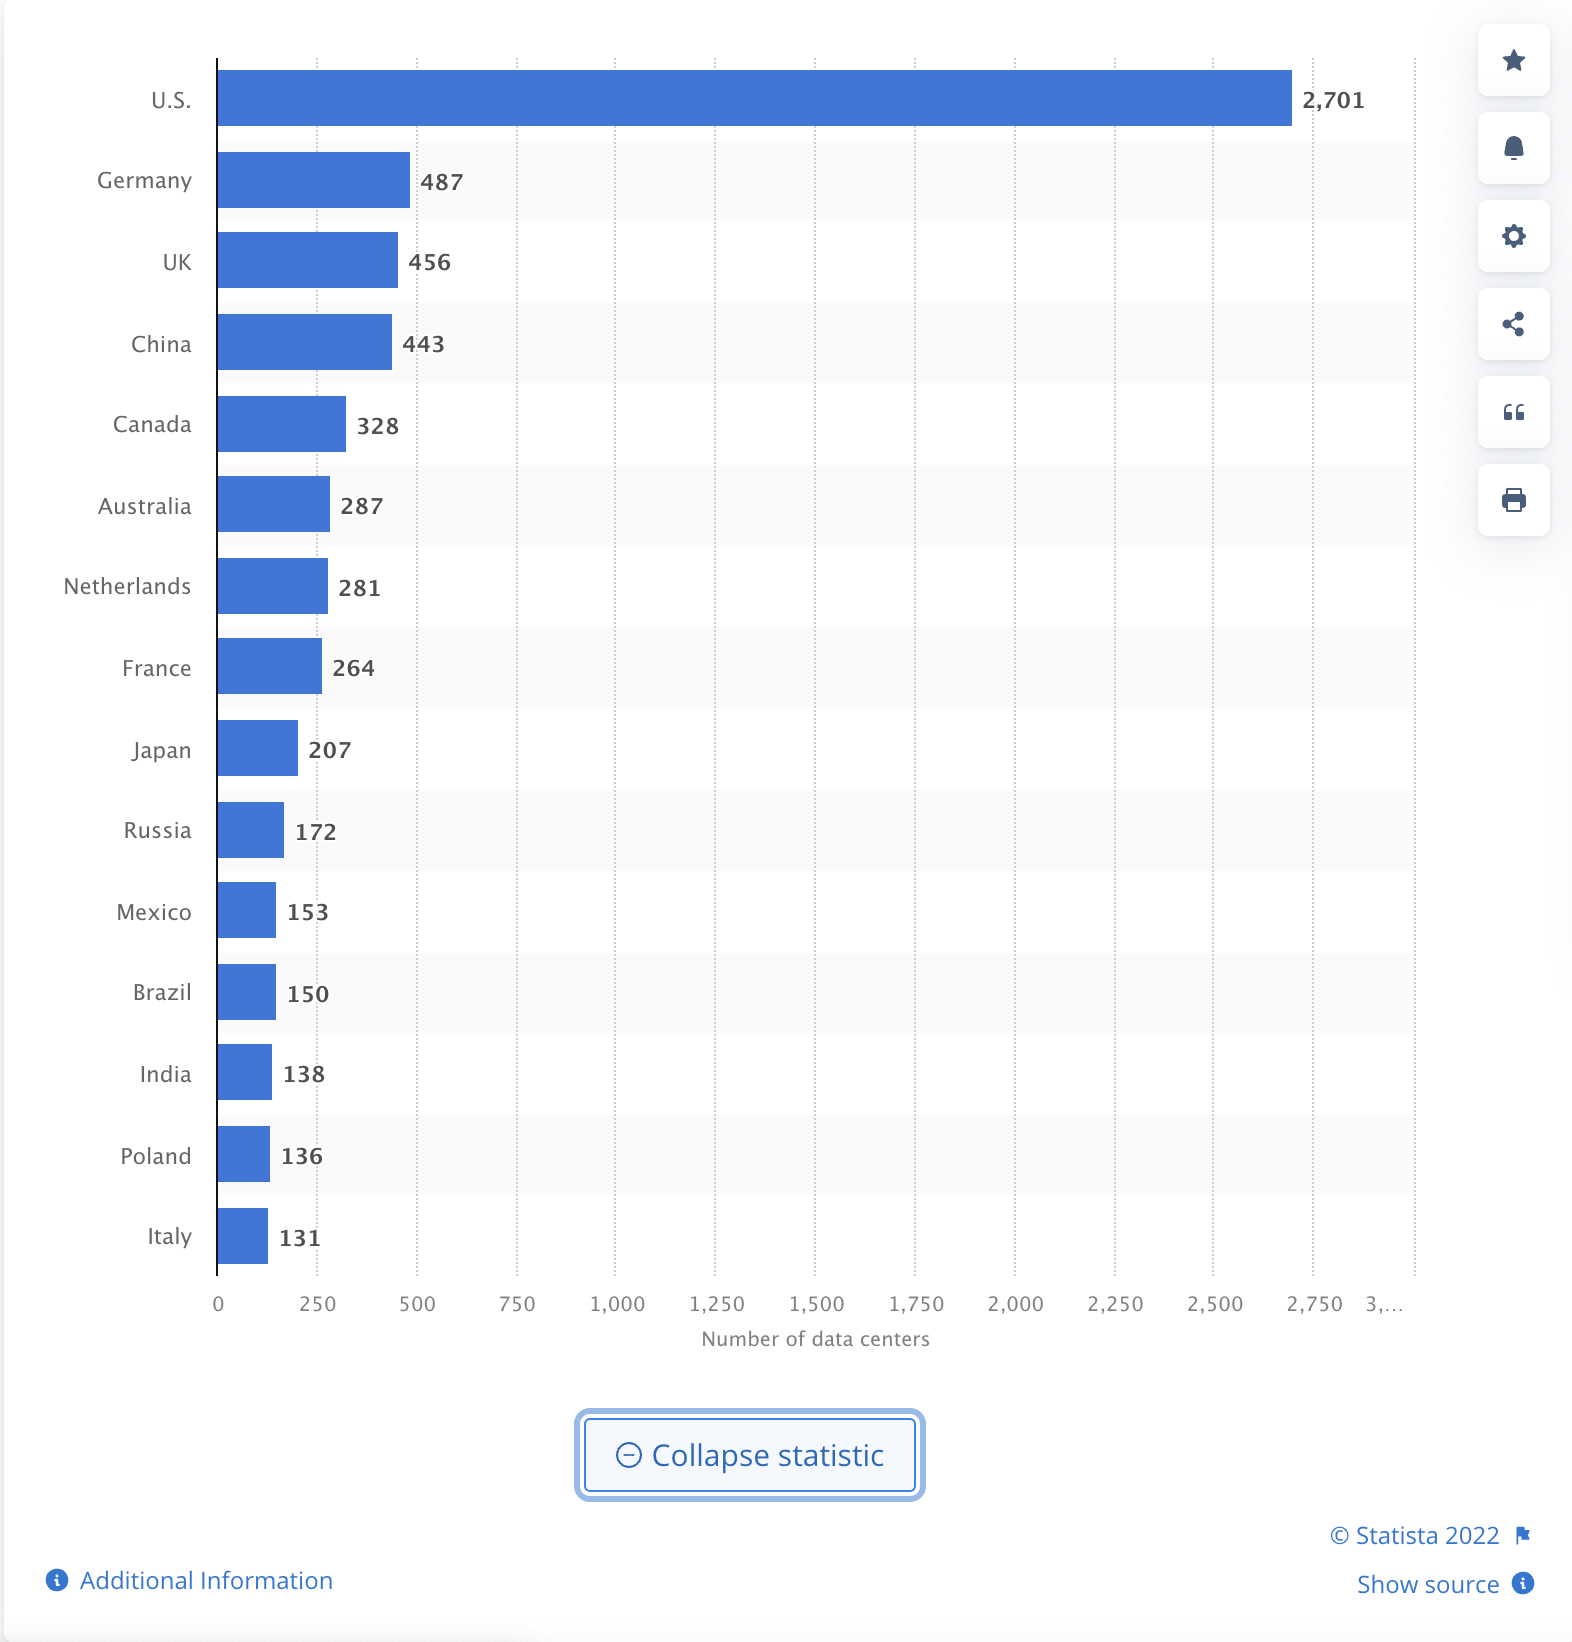 U.S. 2,701
Germany 487
UK 456
China 443
Canada 328
Australia 287
Netherlands 281
France 264
Japan 207
Russia 172
Mexico 153
Brazil 150
India 138
Poland 136
Italy 131
0 250 500 750 1,000 1,250 1,500 1,750 2,000 2,250 2,500 2,750 3,...
Number of data centers
Collapse statistic
© Statista 2022
Additional Information
Show source